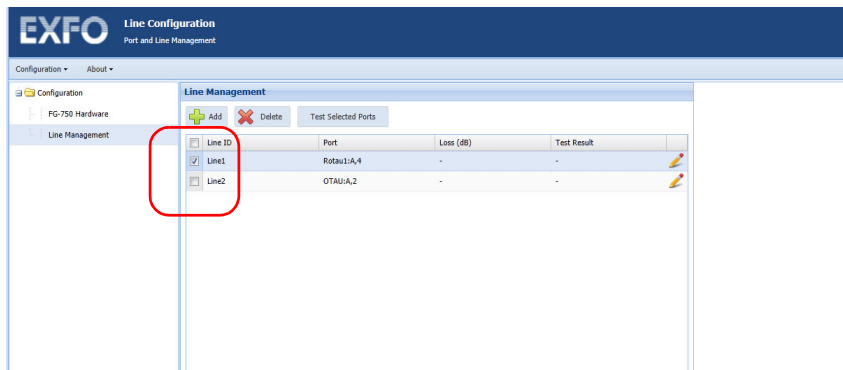 EXFO
Line Configuration
Port and Line Management
Configuration About
Configuration
FG-750 Hardware
Line Management
Line Management
Add Delete Test Selected Ports
Line ID Port Loss (dB) Test Result
Line1 Rotau1:A,4 - -
Line2 OTAU:A,2 - -